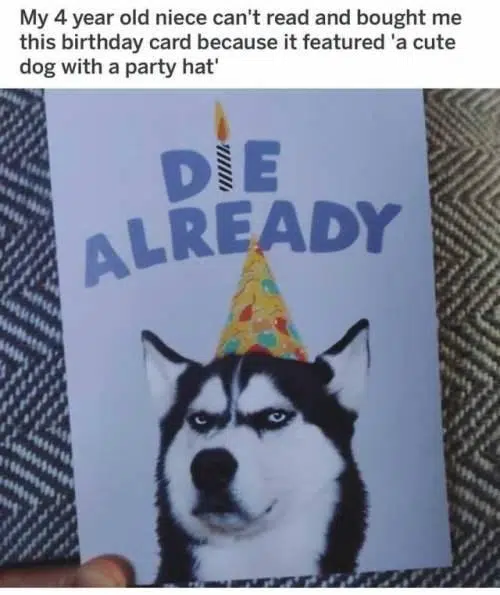 My 4 year old niece can't read and bought me
this birthday card because it featured 'a cute
dog with a party hat'
DIE
ALREADY